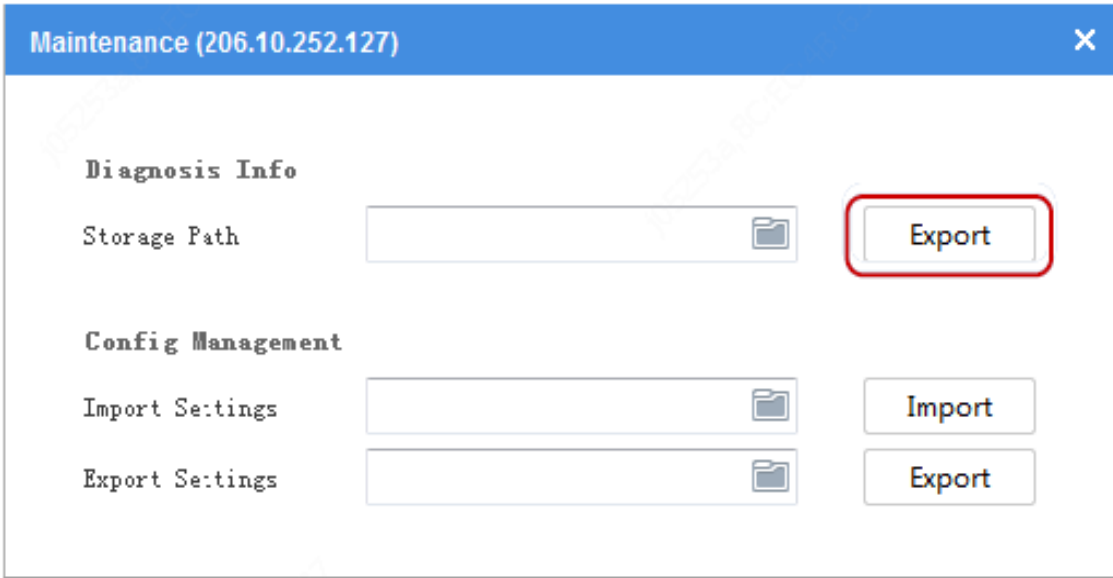 Maintenance (206.10.252.127)
Diagnosis Info
Storage Path
Export
Config Management
Import Settings
Import
Export Settings
Export